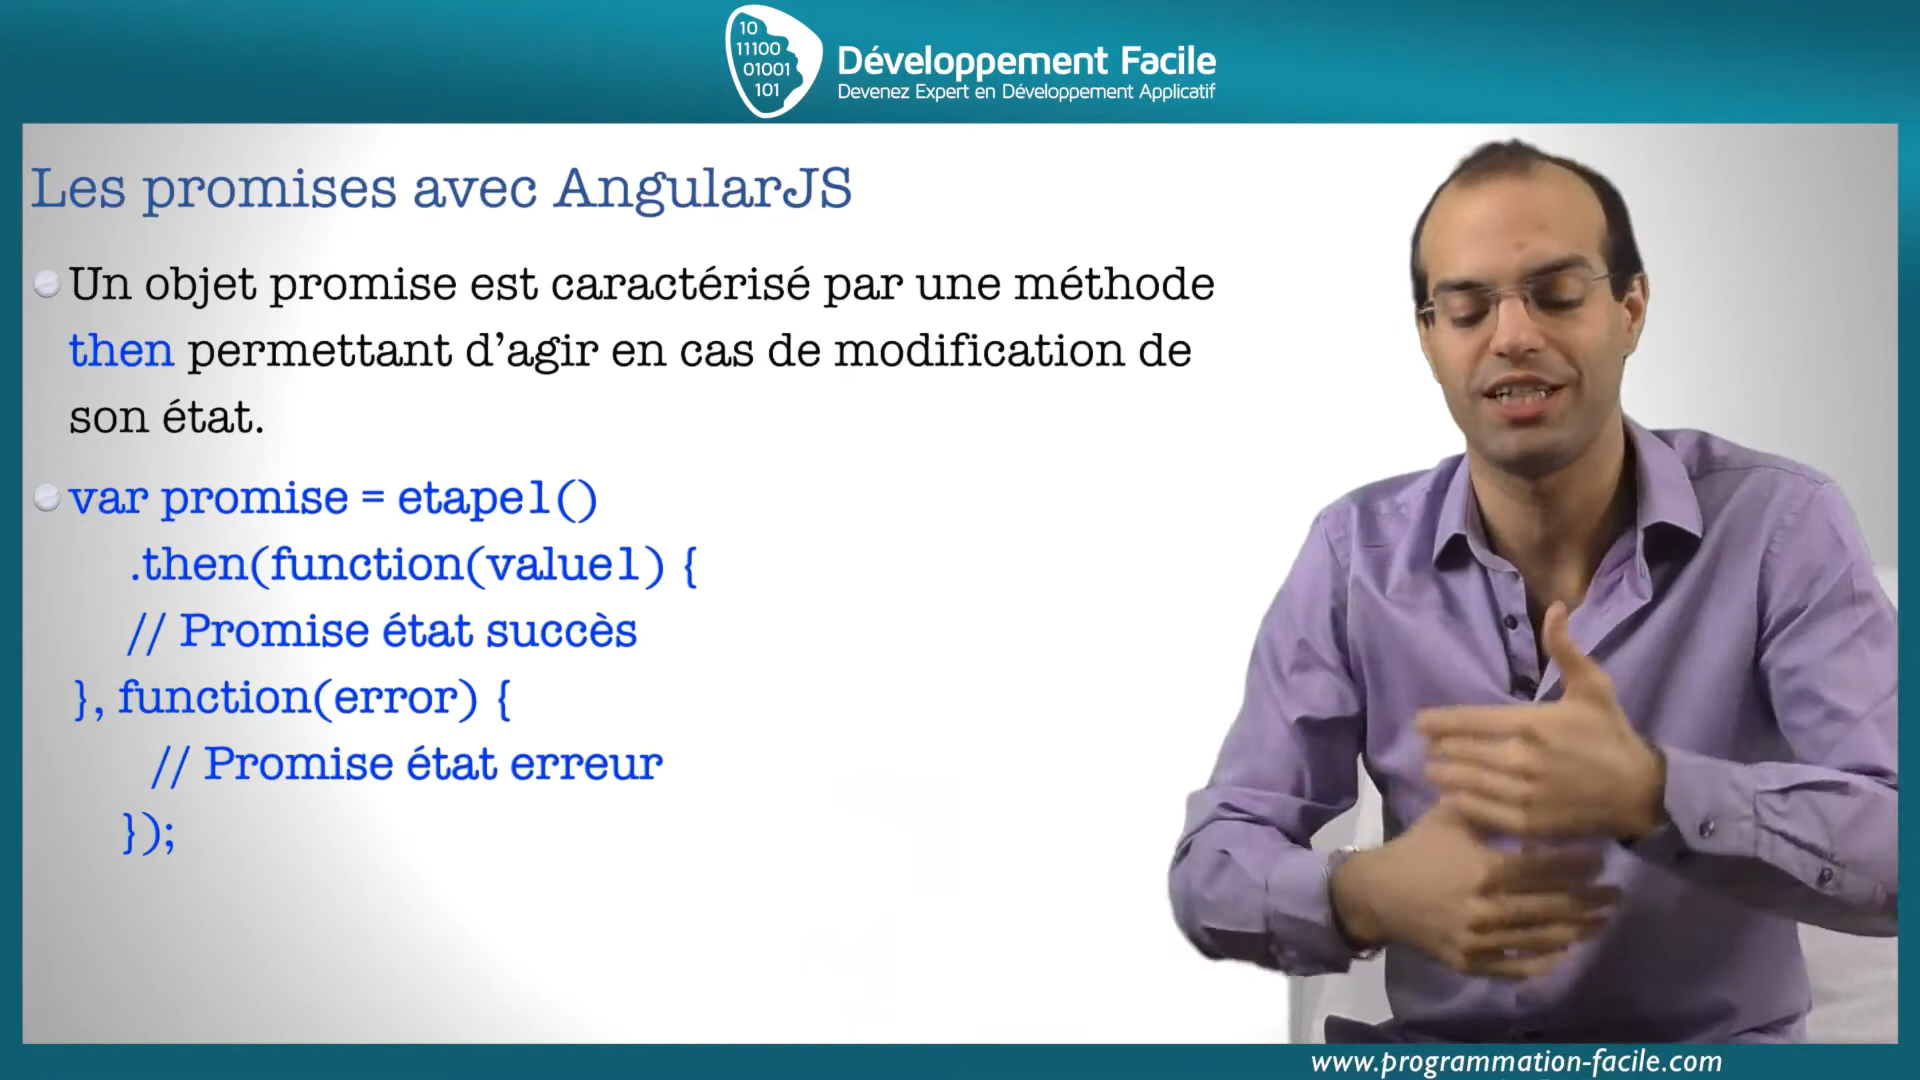 10
11100
01001
101
Développement Facile
Devenez Expert en Développement Applicatif
Les promises avec AngularJS
Un objet promise est caractérisé par une méthode
then permettant d’agir en cas de modification de
son état.
var promise = etape1()
.then(function(value1) {
// Promise état succès
}, function(error) {
// Promise état erreur
});
www.programmation-facile.com